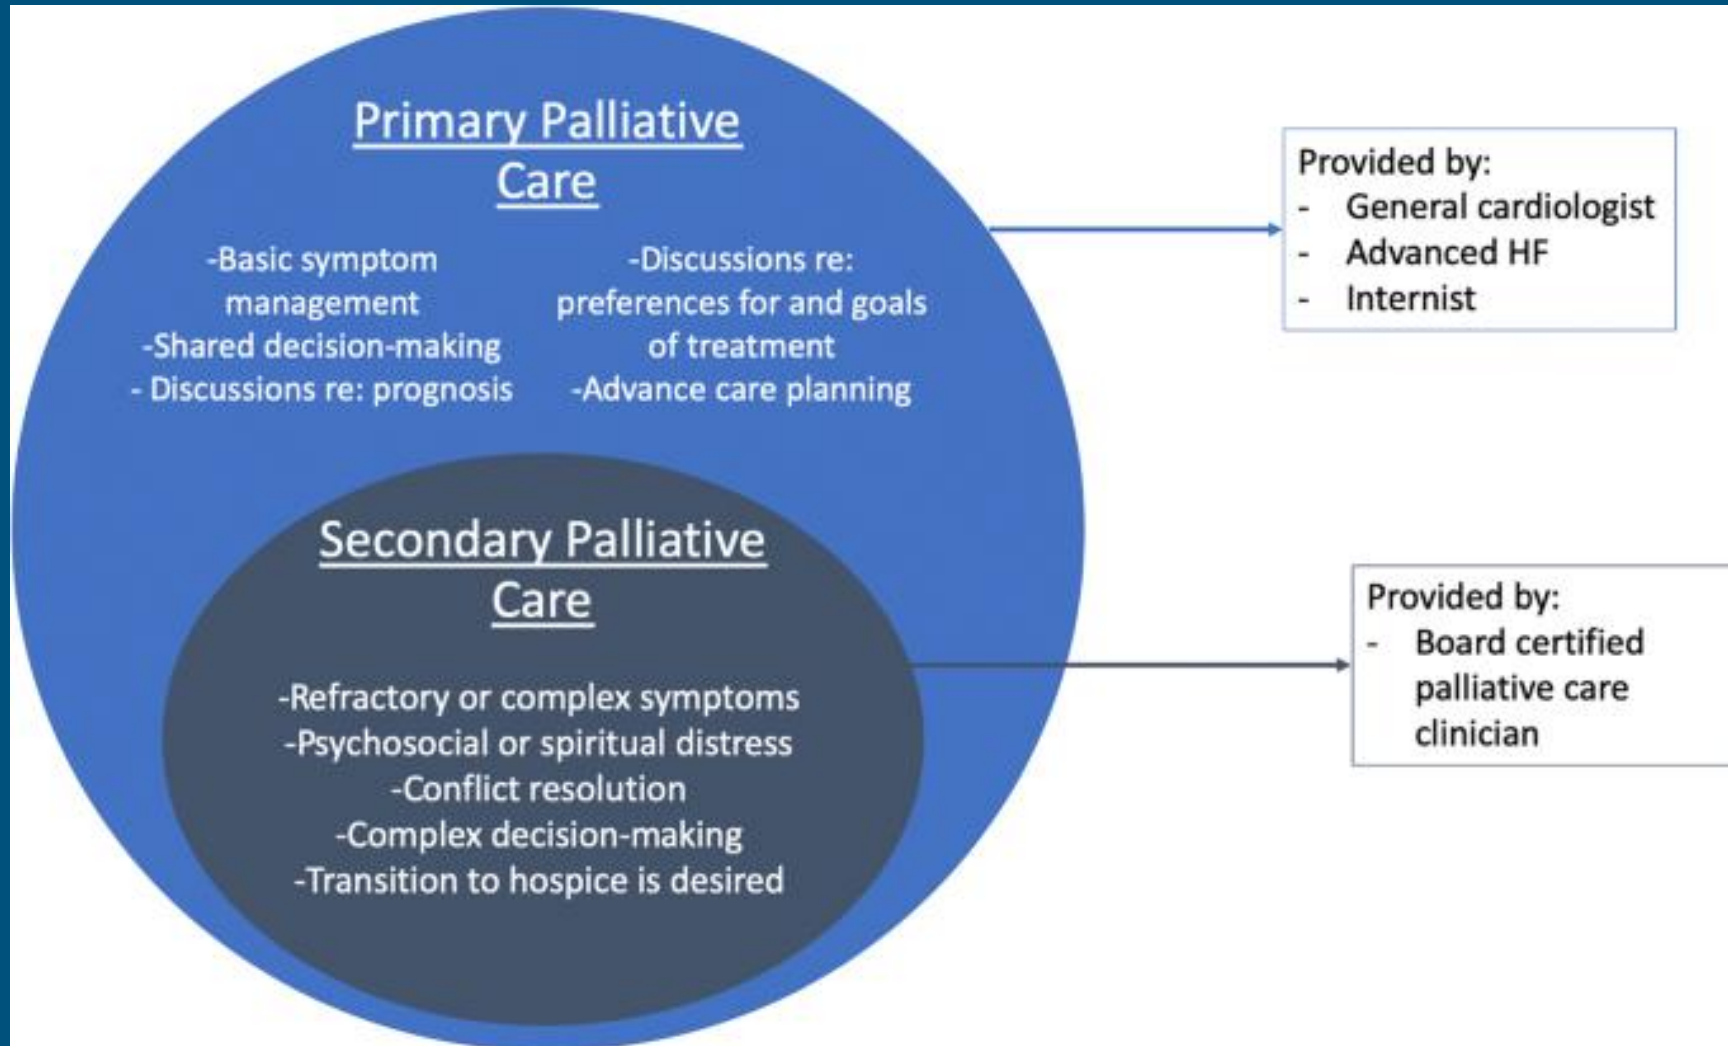 Primary Palliative
Care
-Basic symptom
management
-Shared decision-making
- Discussions re: prognosis
-Discussions re:
preferences for and goals
of treatment
-Advance care planning
Provided by:
- General cardiologist
- Advanced HF
- Internist
Secondary Palliative
Care
-Refractory or complex symptoms
-Psychosocial or spiritual distress
-Conflict resolution
-Complex decision-making
-Transition to hospice is desired
Provided by:
- Board certified
palliative care
clinician